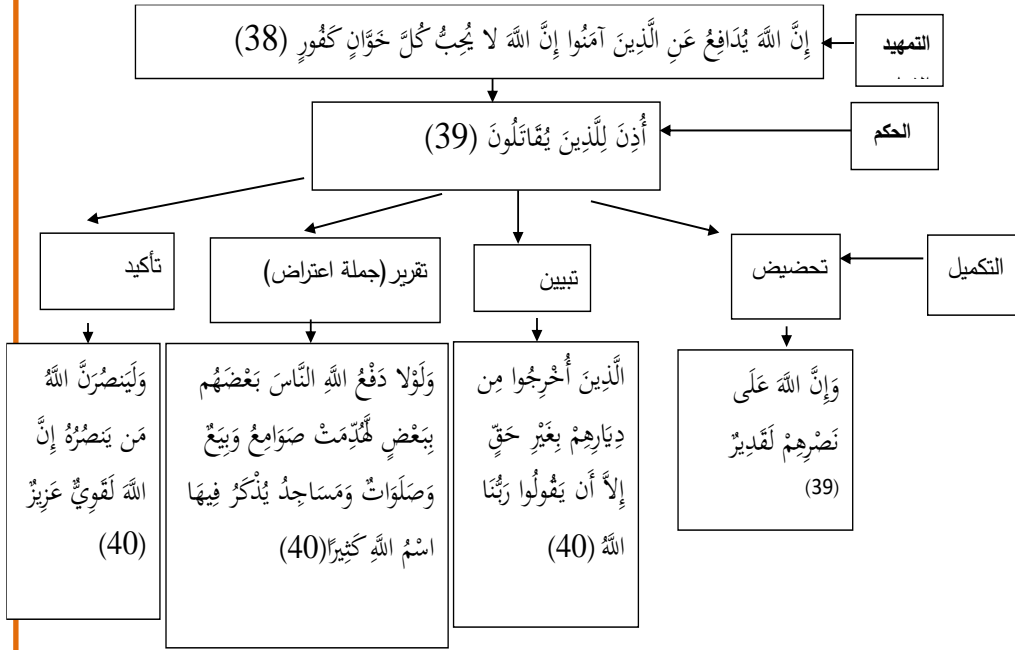 التمهيد
إِنَّ اللَّهَ يُدَافِعُ عَنِ الَّذِينَ آمَنُوا إِنَّ اللَّهَ لا يُحِبُّ كُلَّ خَوَّانٍ كَفُورٍ (38)
الحكم
أُذِنَ لِلَّذِينَ يُقَاتَلُونَ (39)
التكميل
تحضيض
تبيين
تقرير (جملة اعتراض)
تأكيد
وَإِنَّ اللَّهَ عَلَى
نَصْرِهِمْ لَقَدِيرٌ
(39)
الَّذِينَ أُخْرِجُوا مِن
دِيَارِهِمْ بِغَيْرِ حَقٍّ
إِلاَّ أَن يَقُولُوا رَبُّنَا
اللَّهُ (40)
وَلَوْلا دَفْعُ اللَّهِ النَّاسَ بَعْضَهُم
بِبَعْضٍ لَّهُدِّمَتْ صَوَامِعُ وَبِيَعٌ
وَصَلَوَاتٌ وَمَسَاجِدُ يُذْكَرُ فِيهَا
اسْمُ اللَّهِ كَثِيرًا(40)
وَلَيَنصُرَنَّ اللَّهُ
مَن يَنصُرُهُ إِنَّ
اللَّهَ لَقَوِيٌّ عَزِيزٌ
(40)